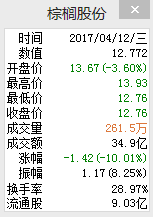 棕榈股份
时间 2017/04/12/三
数值 12.772
开盘价 13.67(-3.60%)
最高价 13.93
最低价 12.76
收盘价 12.76
成交量 261.5万
成交额 34.9亿
涨幅 -1.42(-10.01%)
振幅 1.17(8.25%)
换手率 28.97%
流通股 9.03亿